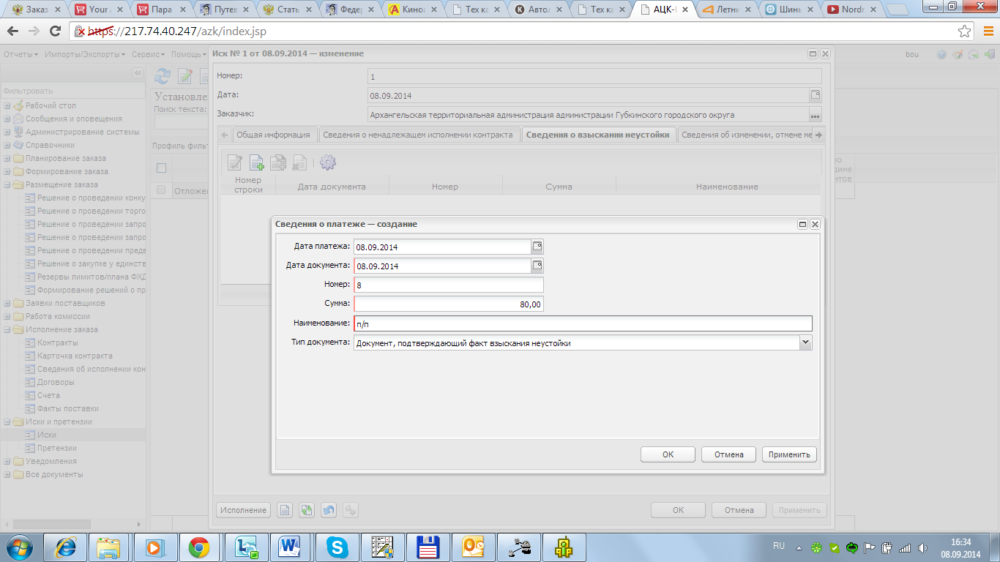 Заказ
Your
Пара
Путев
Стать
Федер
Кино
Тех ка
Автол
Тех ка
АЦК-
Летни
Шинь
Nordr
https://217.74.40.247/azk/index.jsp
Отчеты Импорты/Экспорты Сервис Помощь
bou
Иск № 1 от 08.09.2014 — изменение
Номер: 1
Дата: 08.09.2014
Заказчик: Архангельская территориальная администрация администрации Губкинского городского округа
Общая информация Сведения о ненадлежащем исполнении контракта Сведения о взыскании неустойки Сведения об изменении, отмене ме
Номер строки Дата документа Номер Сумма Наименование
Фильтровать
Рабочий стол
Сообщения и оповещения
Администрирование системы
Справочники
Планирование заказа
Формирование заказа
Размещение заказа
Решение о проведении конку
Решение о проведении торго
Решение о проведении запро
Решение о проведении запро
Решение о проведении предв
Решение о закупке у единств
Резервы лимитов/плана ФХД
Формирование решений о пр
Заявки поставщиков
Работа комиссии
Исполнение заказа
Контракты
Карточка контракта
Сведения об исполнении кон
Договоры
Счета
Факты поставки
Иски и претензии
Иски
Претензии
Уведомления
Все документы
Установле
Поиск текста:
Профиль филь
Отложе
Сведения о платеже — создание
Дата платежа: 08.09.2014
Дата документа: 08.09.2014
Номер: 8
Сумма: 80,00
Наименование: п/п
Тип документа: Документ, подтверждающий факт взыскания неустойки
ОК Отмена Применить
Исполнение
ОК Отмена Применить
RU
16:34
08.09.2014